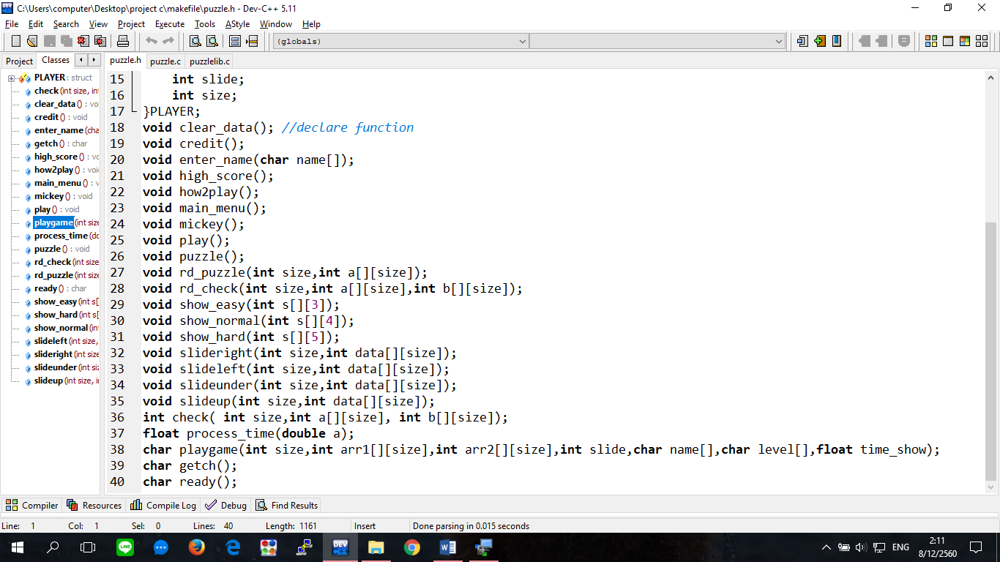 C:\Users\computer\Desktop\project c\makefile\puzzle.h - Dev-C++ 5.11
File Edit Search View Project Execute Tools AStyle Window Help
(globals)
Project Classes puzzle.h puzzle.c puzzlelib.c
PLAYER : struct
check (int size, in
clear_data () : vo
credit () : void
enter_name (cha
getch () : char
high_score () : vo
how2play () : voi
main_menu () : v
mickey () : void
play () : void
playgame (int size
process_time (do
puzzle () : void
rd_check (int size
rd_puzzle (int size
ready () : char
show_easy (int s[
show_hard (int s[
show_normal (in
slideleft (int size,
slideright (int size
slideunder (int siz
slideup (int size, i
15 int slide;
16 int size;
17 }PLAYER;
18 void clear_data(); //declare function
19 void credit();
20 void enter_name(char name[]);
21 void high_score();
22 void how2play();
23 void main_menu();
24 void mickey();
25 void play();
26 void puzzle();
27 void rd_puzzle(int size,int a[][size]);
28 void rd_check(int size,int a[][size],int b[][size]);
29 void show_easy(int s[][3]);
30 void show_normal(int s[][4]);
31 void show_hard(int s[][5]);
32 void slideright(int size,int data[][size]);
33 void slideleft(int size,int data[][size]);
34 void slideunder(int size,int data[][size]);
35 void slideup(int size,int data[][size]);
36 int check( int size,int a[][size], int b[][size]);
37 float process_time(double a);
38 char playgame(int size,int arr1[][size],int arr2[][size],int slide,char name[],char level[],float time_show);
39 char getch();
40 char ready();
Compiler Resources Compile Log Debug Find Results
Line: 1 Col: 1 Sel: 0 Lines: 40 Length: 1161 Insert Done parsing in 0.015 seconds
LINE DEV ENG 2:11
8/12/2560